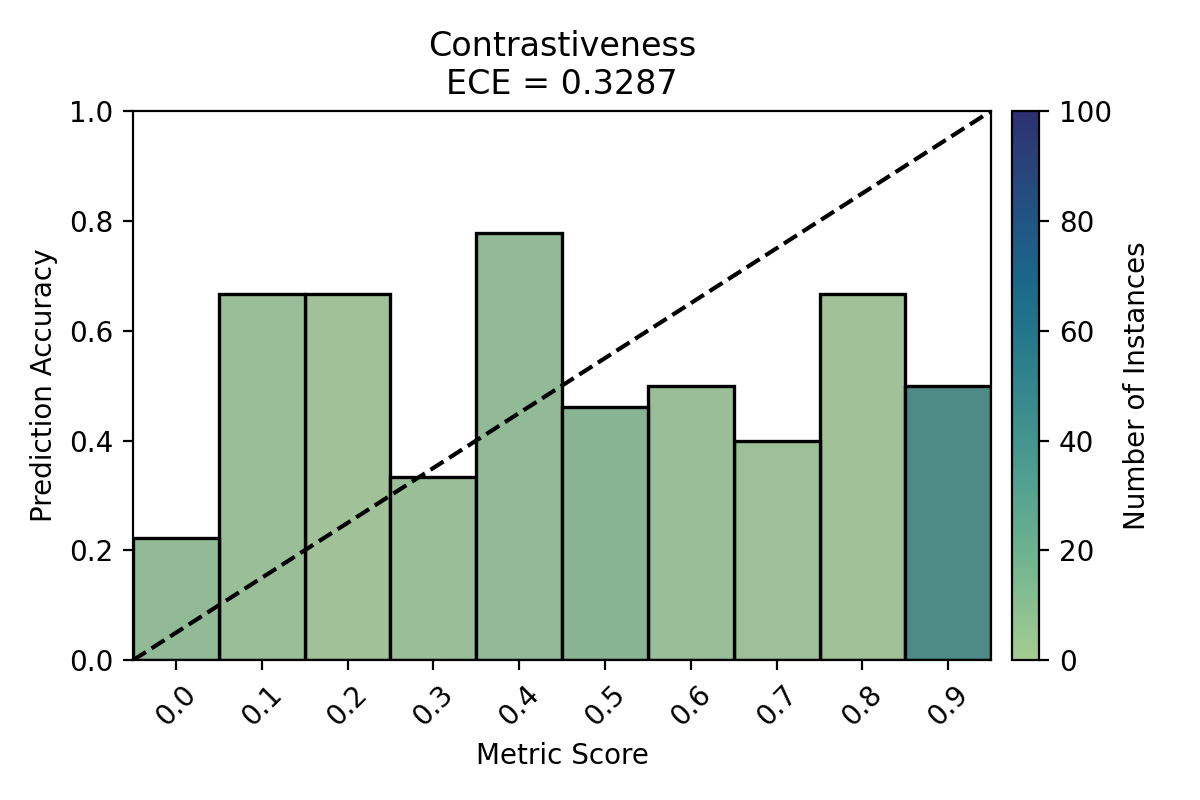 Contrastiveness
ECE = 0.3287
1.0
0.8
0.6
0.4
0.2
0.0
Prediction Accuracy
0.0 0.1 0.2 0.3 0.4 0.5 0.6 0.7 0.8 0.9
Metric Score
100
80
60
40
20
0
Number of Instances